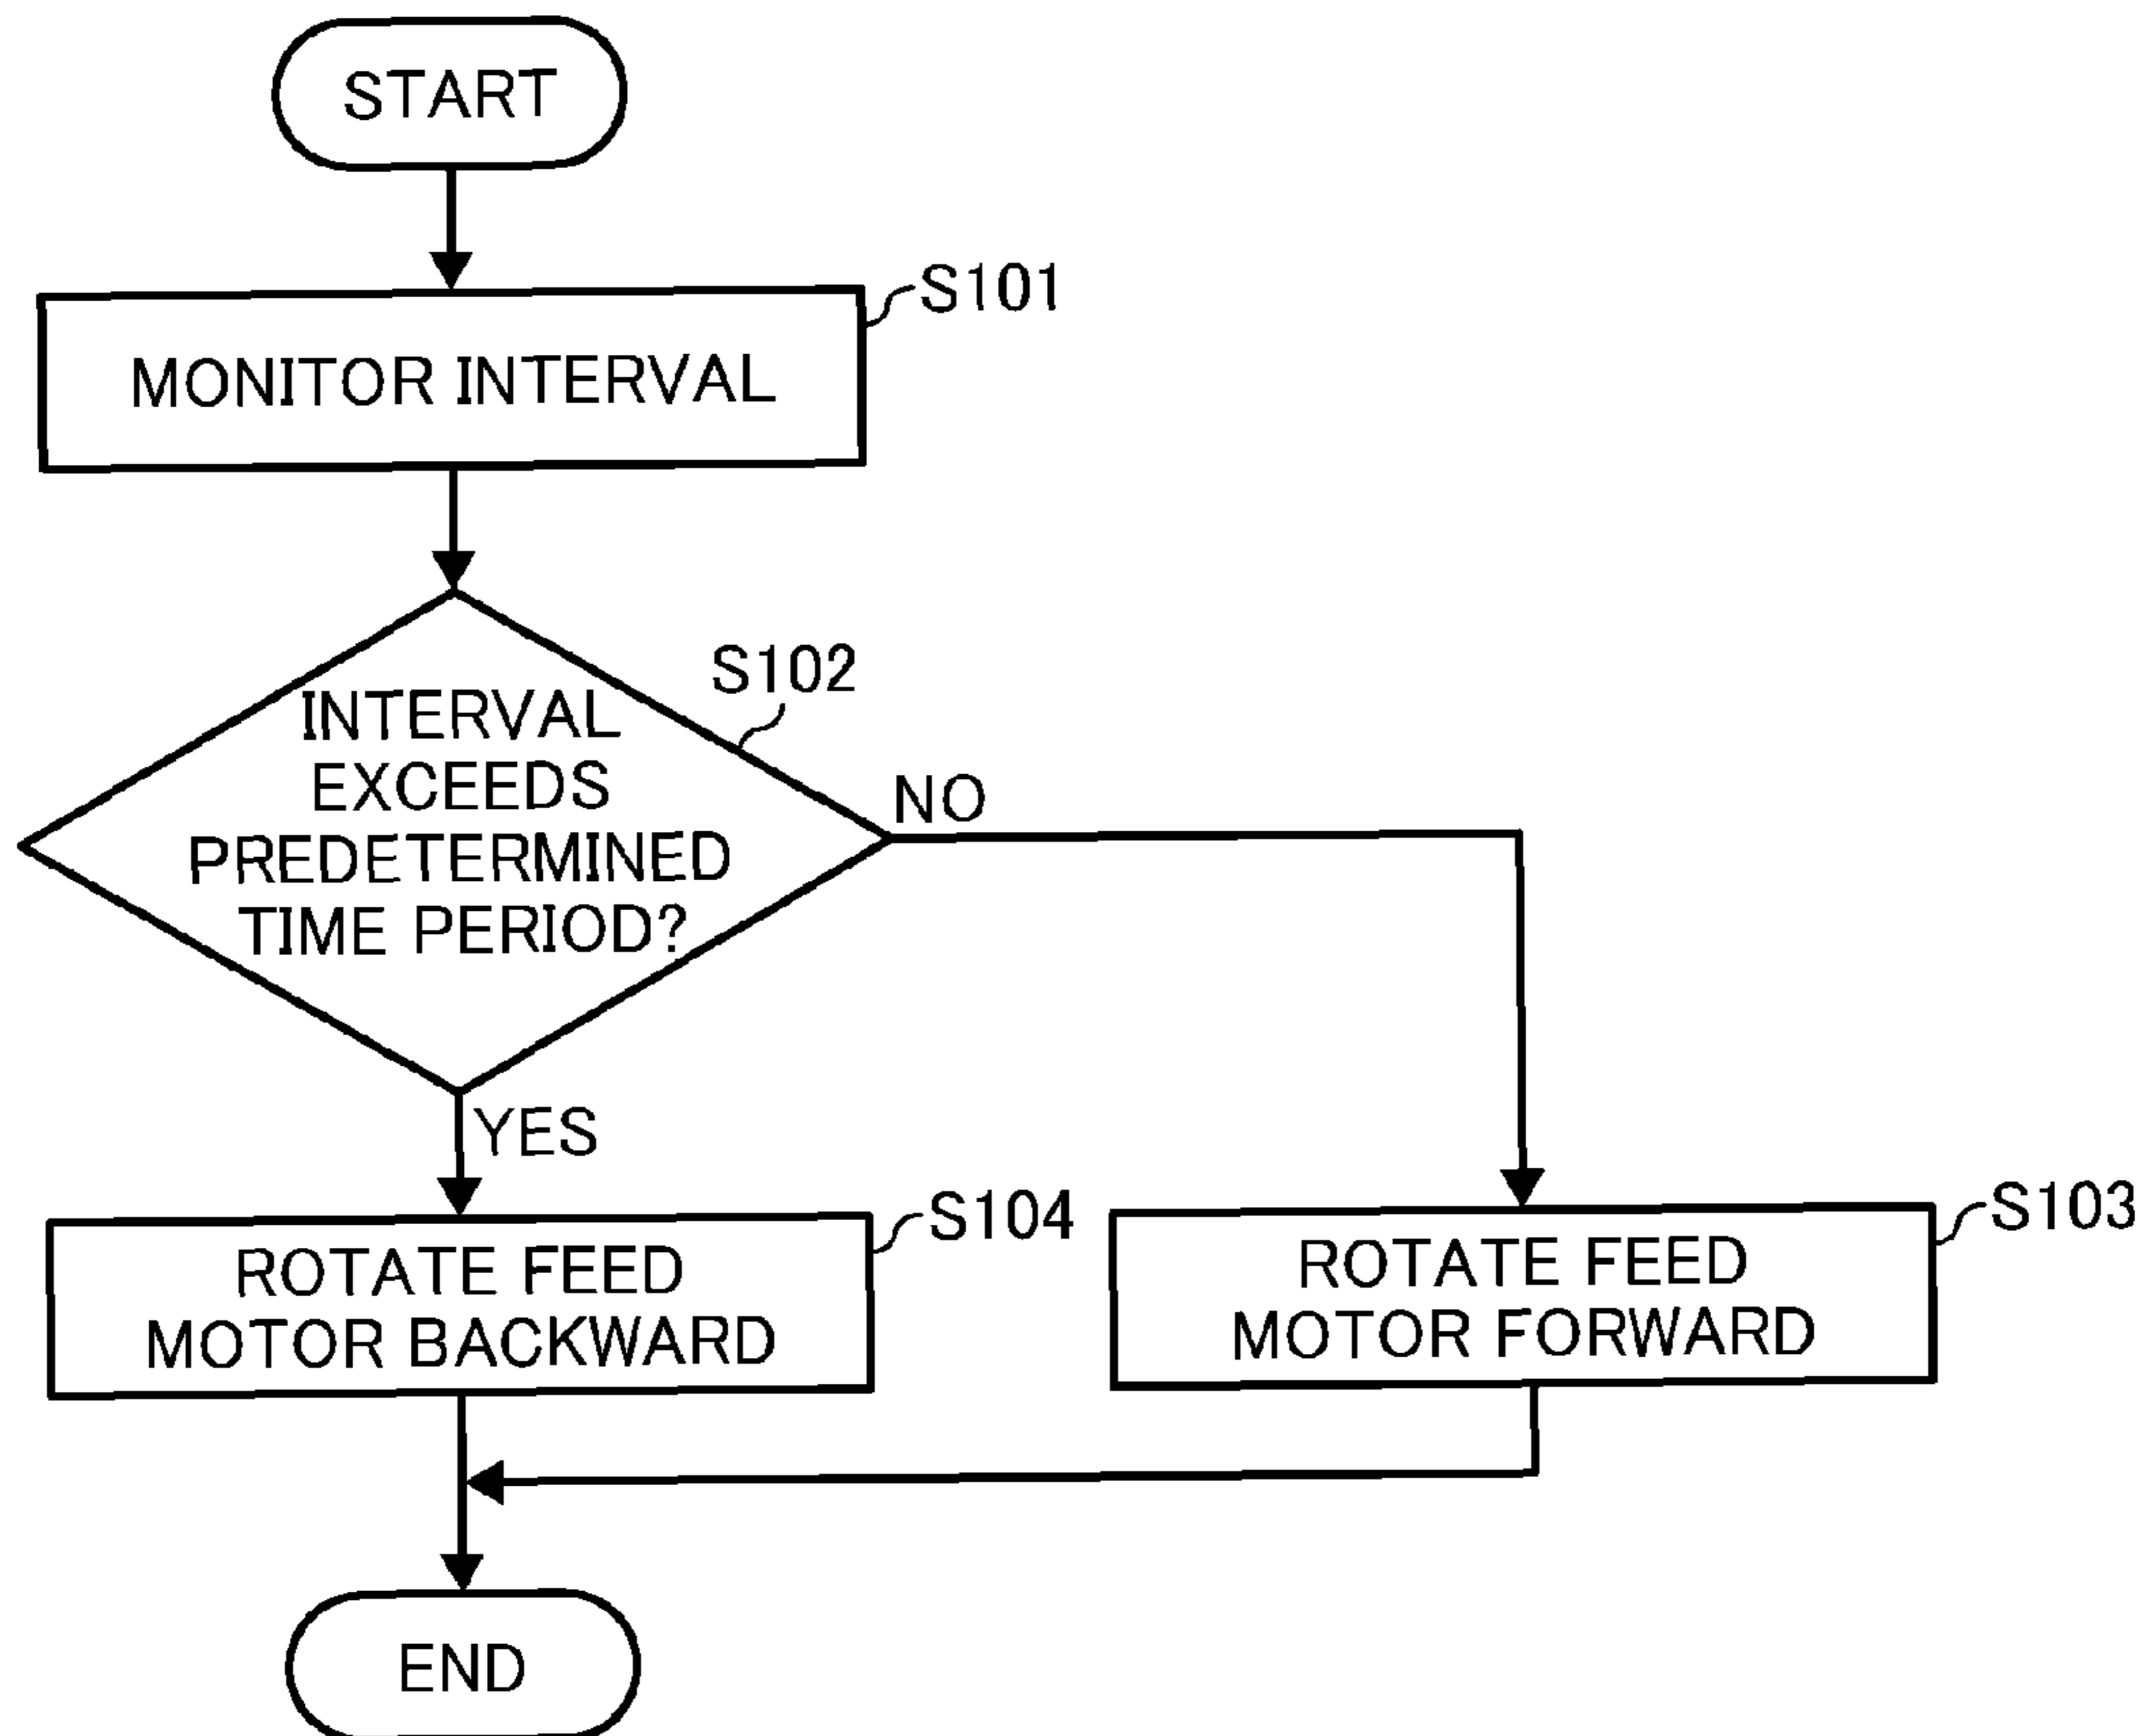 START
S101
MONITOR INTERVAL
S102
INTERVAL
EXCEEDS
PREDETERMINED
TIME PERIOD?
NO
YES
S104
ROTATE FEED
MOTOR BACKWARD
S103
ROTATE FEED
MOTOR FORWARD
END